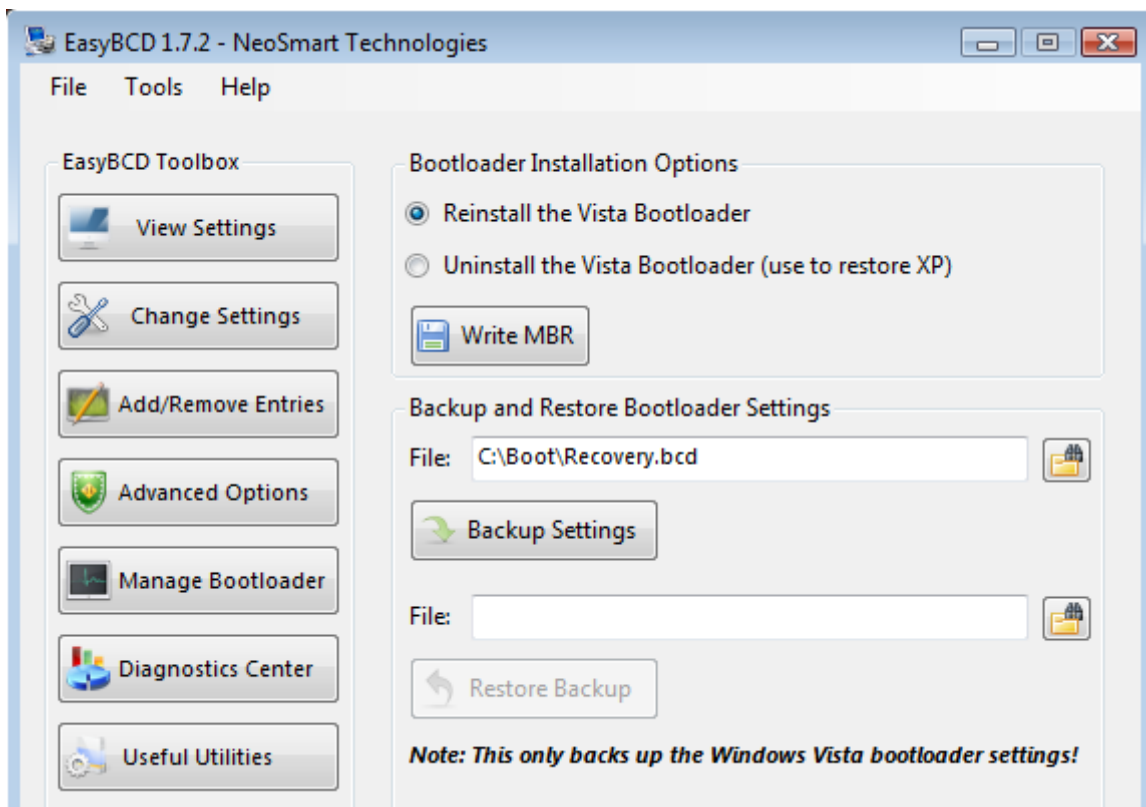 EasyBCD 1.7.2 - NeoSmart Technologies
File Tools Help
EasyBCD Toolbox
View Settings
Change Settings
Add/Remove Entries
Advanced Options
Manage Bootloader
Diagnostics Center
Useful Utilities
Bootloader Installation Options
Reinstall the Vista Bootloader
Uninstall the Vista Bootloader (use to restore XP)
Write MBR
Backup and Restore Bootloader Settings
File: C:\Boot\Recovery.bcd
Backup Settings
File:
Restore Backup
Note: This only backs up the Windows Vista bootloader settings!